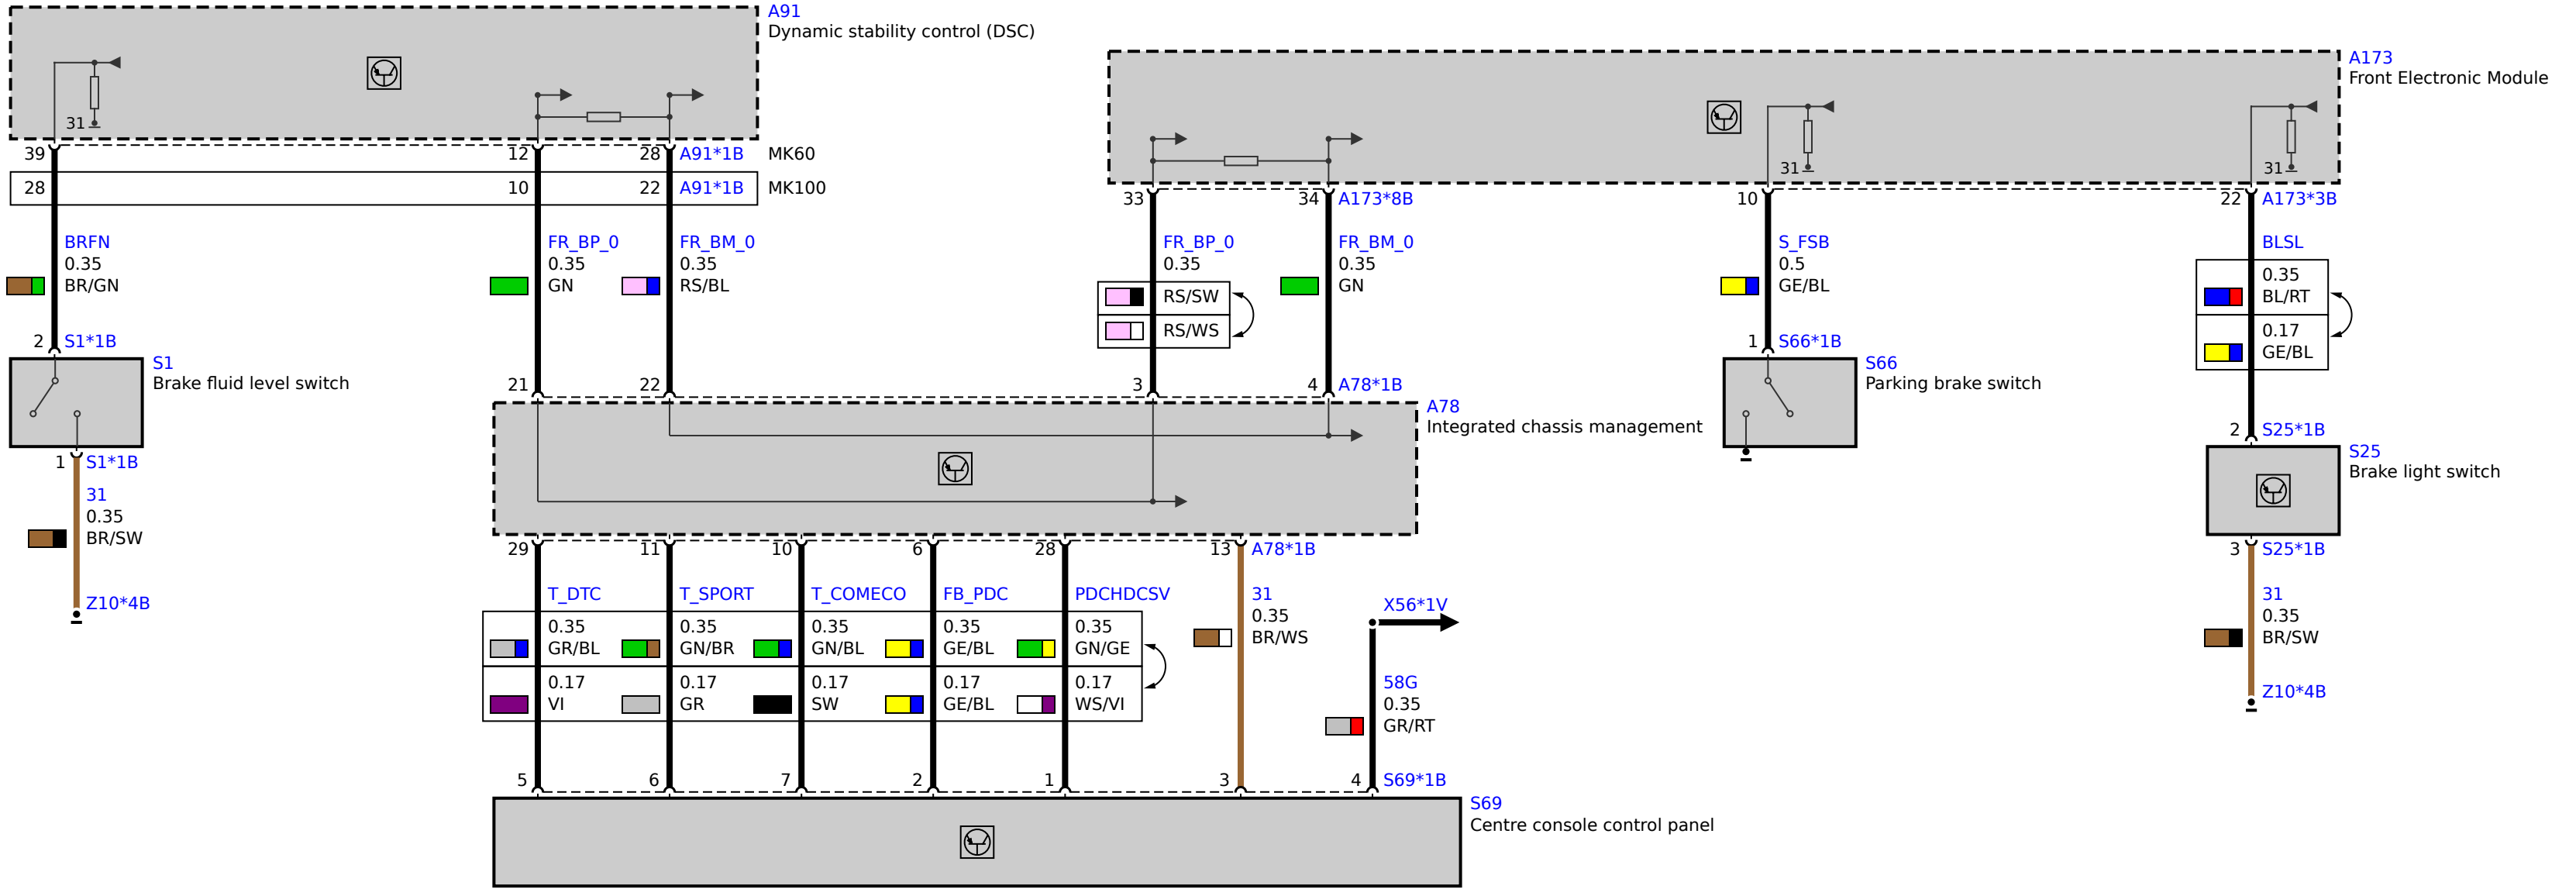 A91
Dynamic stability control (DSC)
A173
Front Electronic Module
31
31
31
39
12
28
A91*1B
MK60
28
10
22
A91*1B
MK100
33
34
A173*8B
10
22
A173*3B
BRFN
0.35
BR/GN
FR_BP_0
0.35
GN
FR_BM_0
0.35
RS/BL
FR_BP_0
0.35
RS/SW
RS/WS
FR_BM_0
0.35
GN
S_FSB
0.5
GE/BL
BLSL
0.35
BL/RT
0.17
GE/BL
2
S1*1B
S1
Brake fluid level switch
1
S66*1B
S66
Parking brake switch
21
22
3
4
A78*1B
A78
Integrated chassis management
2
S25*1B
S25
Brake light switch
1
S1*1B
31
0.35
BR/SW
Z10*4B
29
11
10
6
28
13
A78*1B
3
S25*1B
T_DTC
0.35
GR/BL
0.17
VI
T_SPORT
0.35
GN/BR
0.17
GR
T_COMECO
0.35
GN/BL
0.17
SW
FB_PDC
0.35
GE/BL
0.17
GE/BL
PDCHDCSV
0.35
GN/GE
0.17
WS/VI
31
0.35
BR/WS
X56*1V
58G
0.35
GR/RT
31
0.35
BR/SW
Z10*4B
5
6
7
2
1
3
4
S69*1B
S69
Centre console control panel